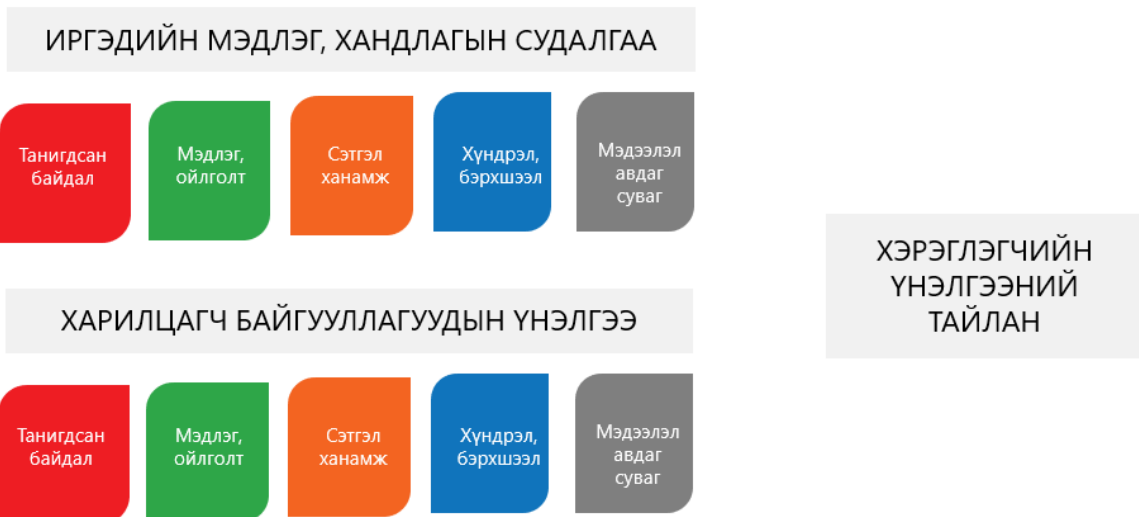 ИРГЭДИЙН МЭДЛЭГ, ХАНДЛАГЫН СУДАЛГАА
Танигдсан
байдал
Мэдлэг,
ойлголт
Сэтгэл
ханамж
Хүндрэл,
бэрхшээл
Мэдээлэл
авдаг
суваг
ХАРИЛЦАГЧ БАЙГУУЛЛАГУУДЫН ҮНЭЛГЭЭ
Танигдсан
байдал
Мэдлэг,
ойлголт
Сэтгэл
ханамж
Хүндрэл,
бэрхшээл
Мэдээлэл
авдаг
суваг
ХЭРЭГЛЭГЧИЙН
ҮНЭЛГЭЭНИЙ
ТАЙЛАН